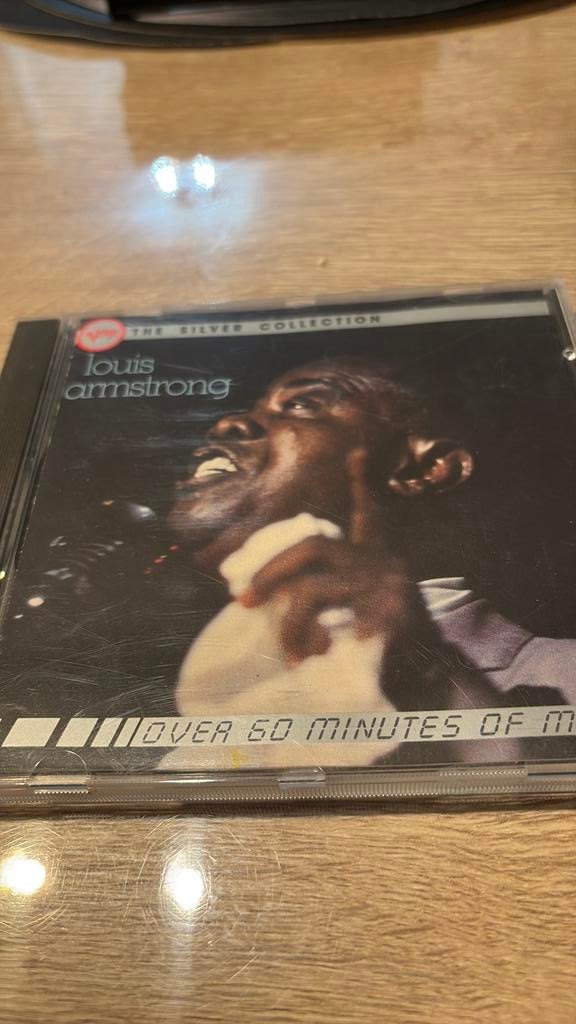 Verve THE SILVER COLLECTION
louis
armstrong
OVER 60 MINUTES OF M